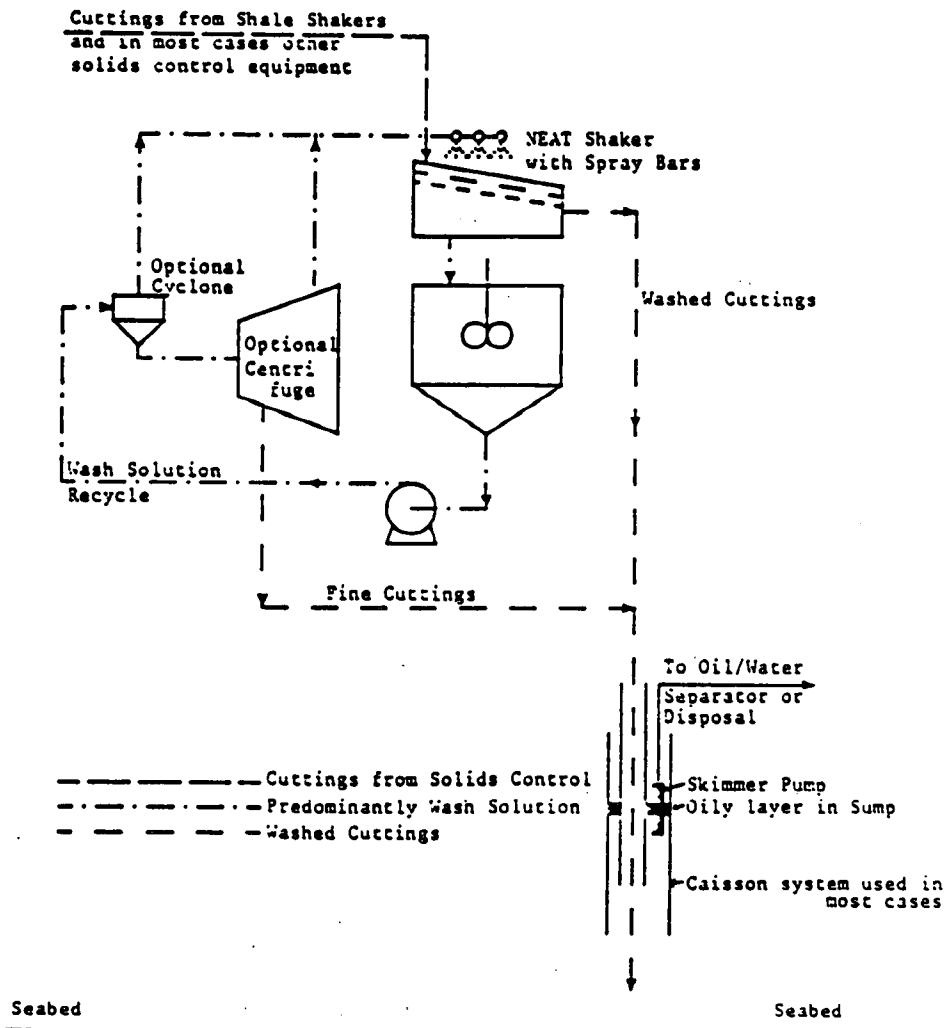 Cuttings from Shale Shakers
and in most cases other
solids control equipment
NEAT Shaker
with Spray Bars
Optional
Cyclone
Washed Cuttings
Optional
Centri
fuge
Wash Solution
Recycle
Fine Cuttings
To Oil/Water
Separator or
Disposal
Cuttings from Solids Control
Predominantly Wash Solution
Washed Cuttings
Skimmer Pump
Oily layer in Sump
Caisson system used in
most cases
Seabed
Seabed